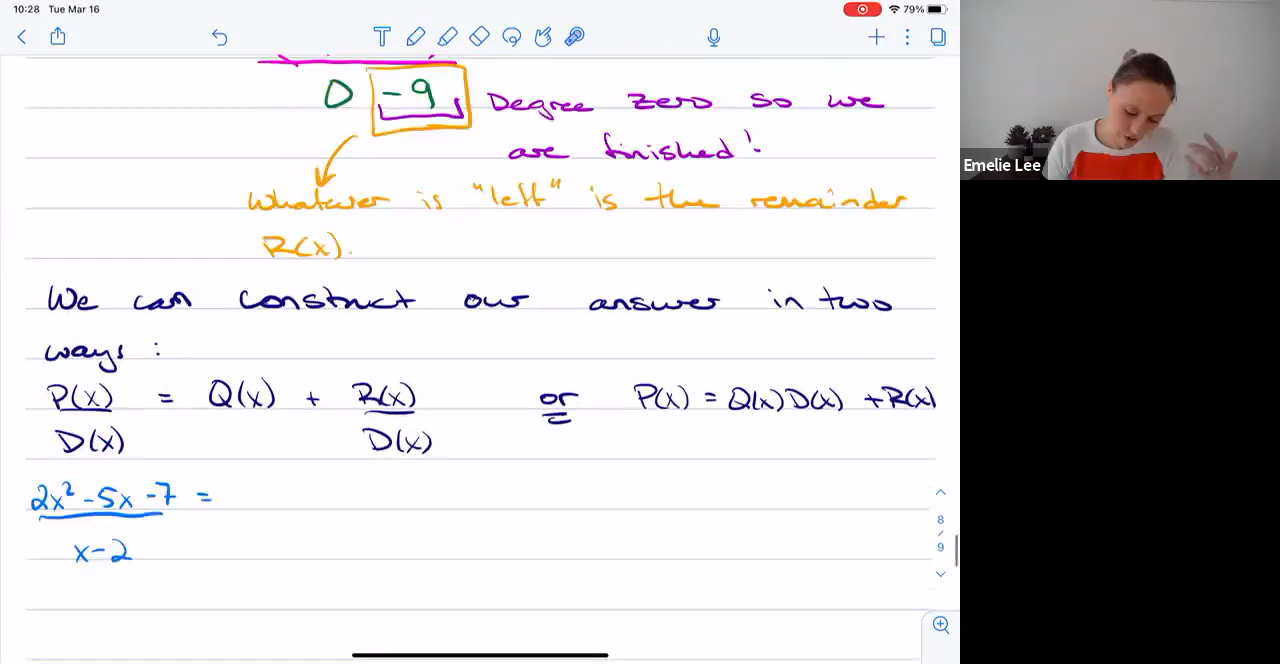 10:28 Tue Mar 16
79%
T
0 -9 Degree zero so we
are finished!
Whatever is "left" is the remainder
R(x).
We can construct our answer in two
ways :
P(x) = Q(x) + R(x) or P(x) = Q(x)D(x) + R(x)
D(x) D(x)
2x² -5x -7 =
x-2
8
/
9
Emelie Lee